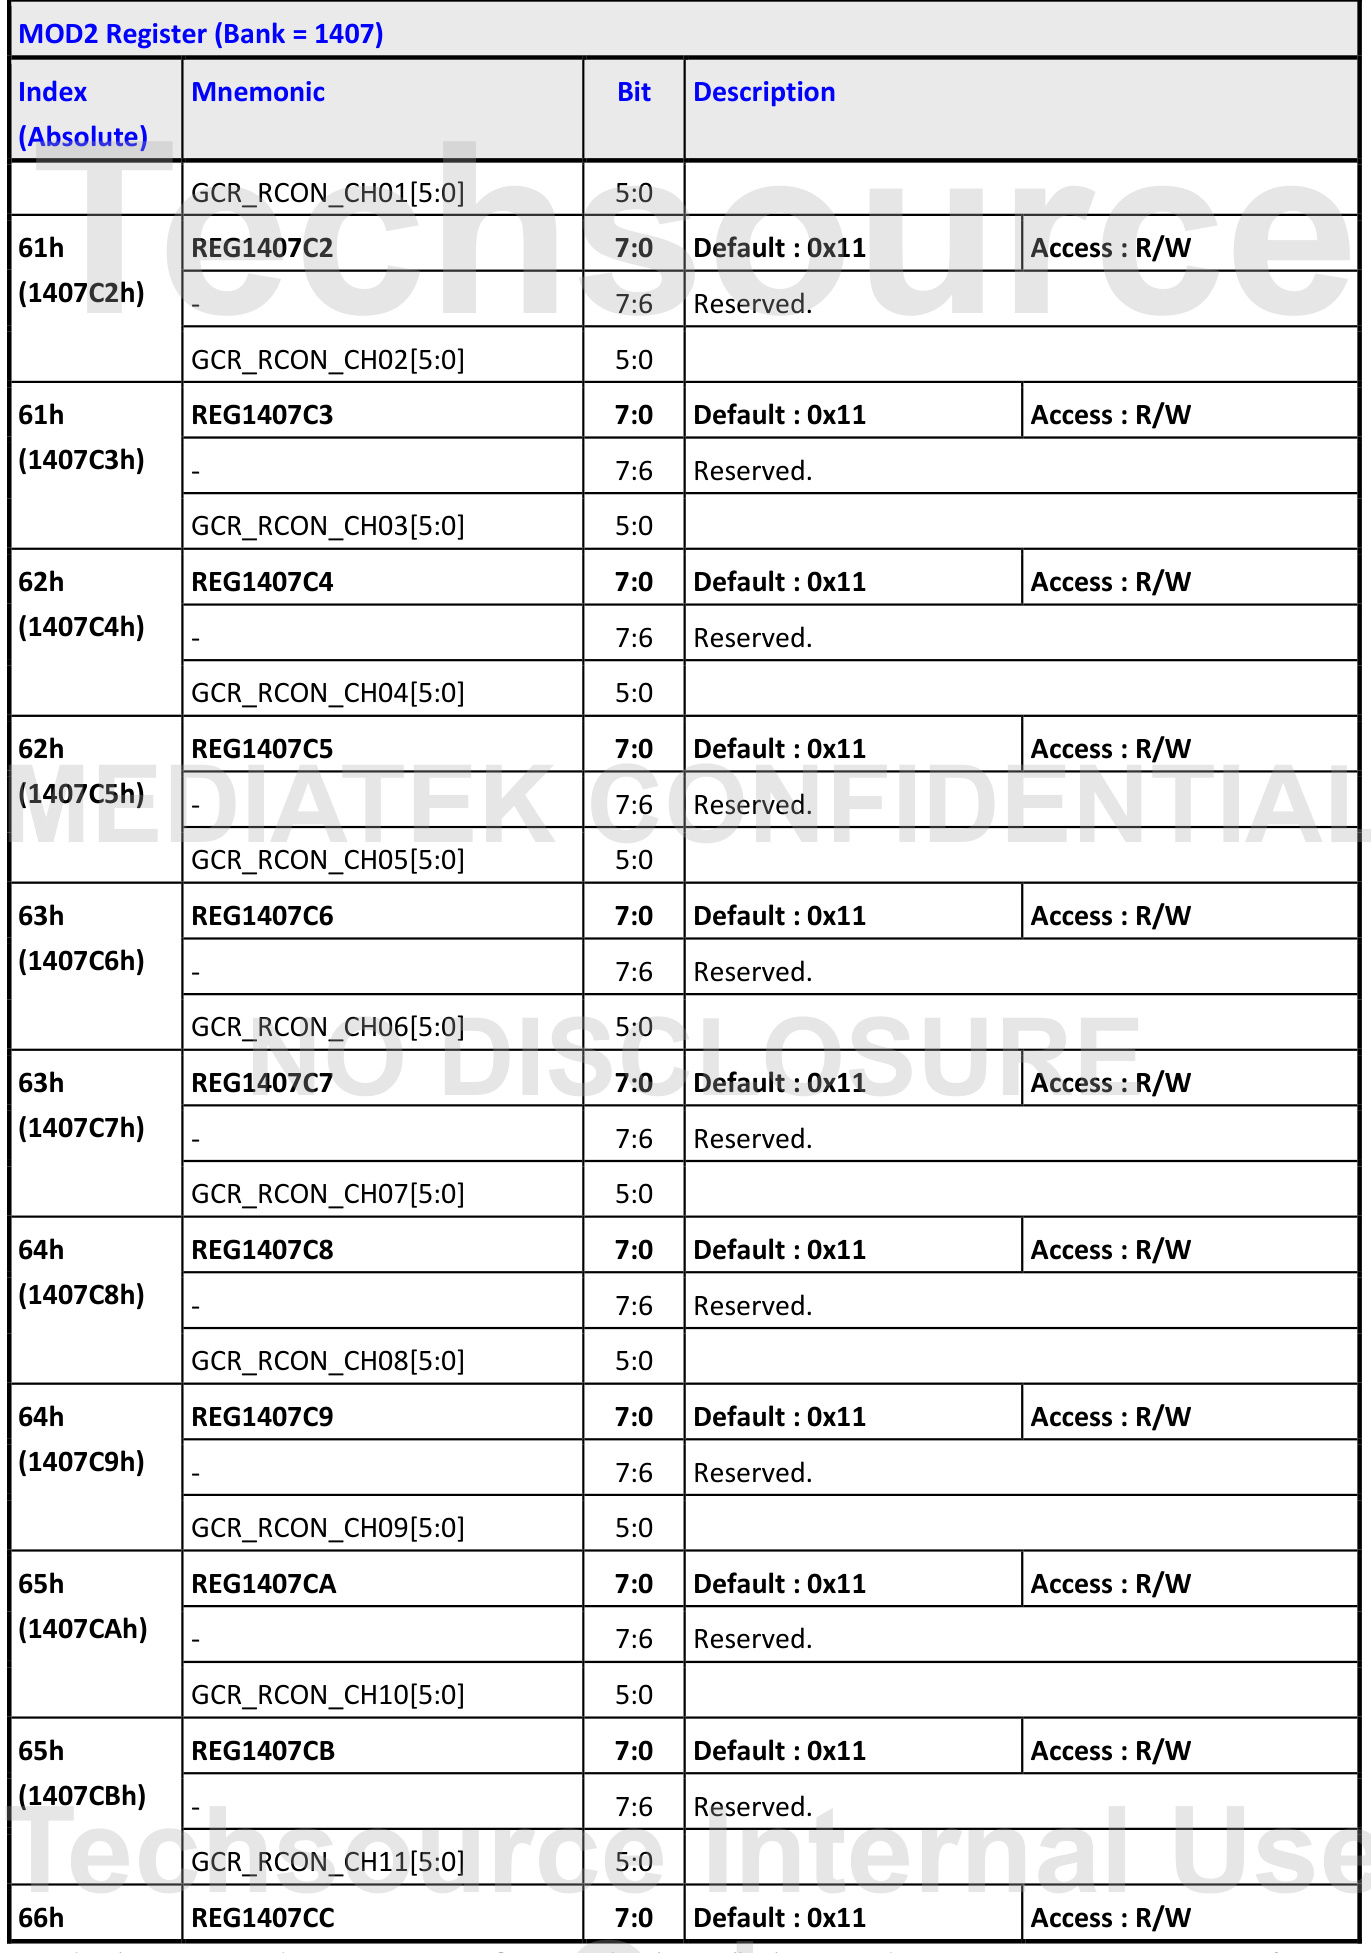 MOD2 Register (Bank = 1407)
Index (Absolute) Mnemonic Bit Description
GCR_RCON_CH01[5:0] 5:0
61h (1407C2h) REG1407C2 7:0 Default : 0x11 Access : R/W
- 7:6 Reserved.
GCR_RCON_CH02[5:0] 5:0
61h (1407C3h) REG1407C3 7:0 Default : 0x11 Access : R/W
- 7:6 Reserved.
GCR_RCON_CH03[5:0] 5:0
62h (1407C4h) REG1407C4 7:0 Default : 0x11 Access : R/W
- 7:6 Reserved.
GCR_RCON_CH04[5:0] 5:0
62h (1407C5h) REG1407C5 7:0 Default : 0x11 Access : R/W
- 7:6 Reserved.
GCR_RCON_CH05[5:0] 5:0
63h (1407C6h) REG1407C6 7:0 Default : 0x11 Access : R/W
- 7:6 Reserved.
GCR_RCON_CH06[5:0] 5:0
63h (1407C7h) REG1407C7 7:0 Default : 0x11 Access : R/W
- 7:6 Reserved.
GCR_RCON_CH07[5:0] 5:0
64h (1407C8h) REG1407C8 7:0 Default : 0x11 Access : R/W
- 7:6 Reserved.
GCR_RCON_CH08[5:0] 5:0
64h (1407C9h) REG1407C9 7:0 Default : 0x11 Access : R/W
- 7:6 Reserved.
GCR_RCON_CH09[5:0] 5:0
65h (1407CAh) REG1407CA 7:0 Default : 0x11 Access : R/W
- 7:6 Reserved.
GCR_RCON_CH10[5:0] 5:0
65h (1407CBh) REG1407CB 7:0 Default : 0x11 Access : R/W
- 7:6 Reserved.
GCR_RCON_CH11[5:0] 5:0
66h REG1407CC 7:0 Default : 0x11 Access : R/W
Techsource
MEDIATEK CONFIDENTIAL
NO DISCLOSURE
Techsource Internal Use